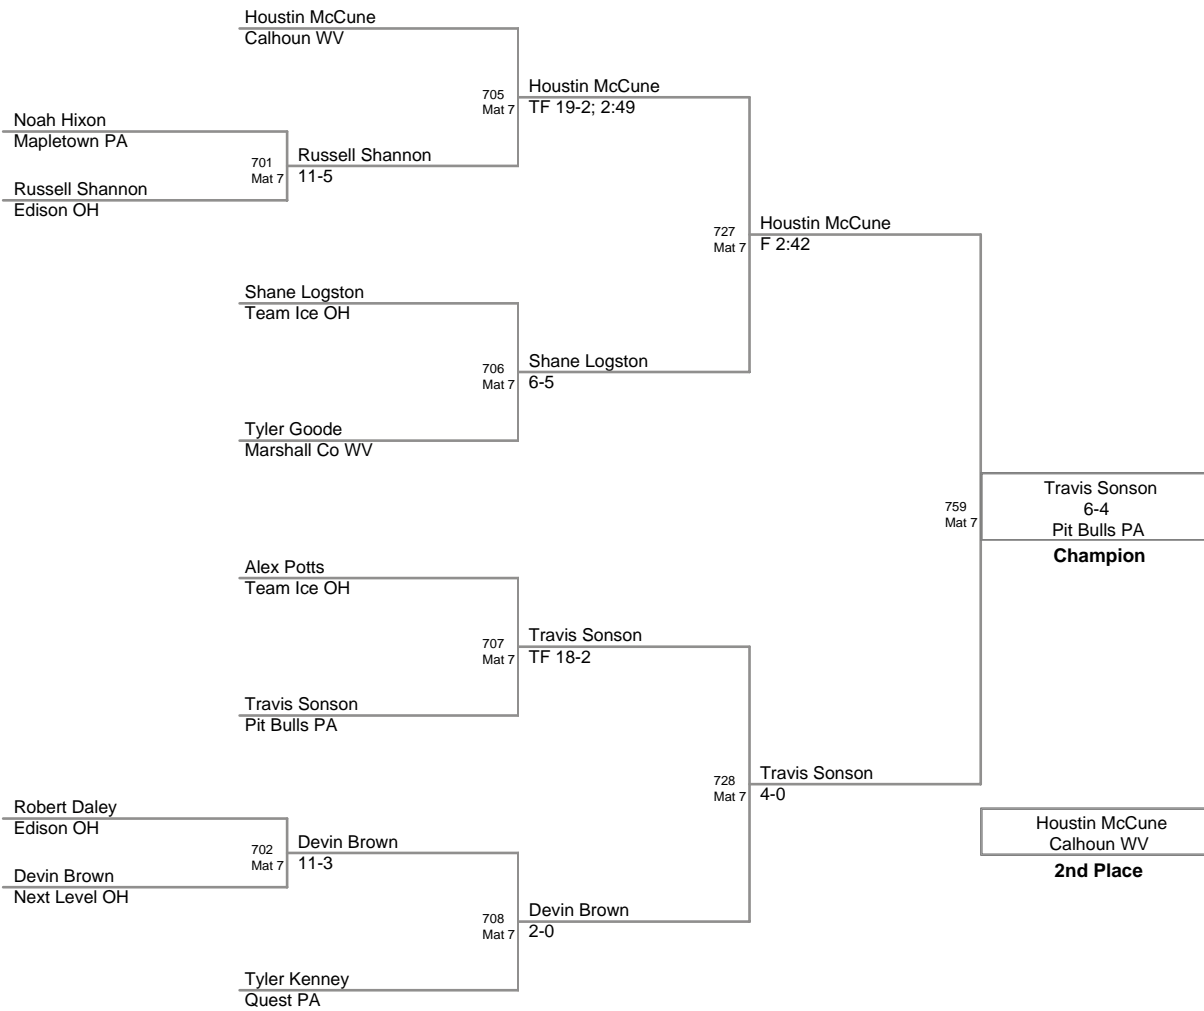 Houstin McCune
Calhoun WV
705
Mat 7
Houstin McCune
TF 19-2; 2:49
Noah Hixon
Mapletown PA
701
Mat 7
Russell Shannon
11-5
Russell Shannon
Edison OH
727
Mat 7
Houstin McCune
F 2:42
Shane Logston
Team Ice OH
706
Mat 7
Shane Logston
6-5
Tyler Goode
Marshall Co WV
759
Mat 7
Travis Sonson
6-4
Pit Bulls PA
Champion
Alex Potts
Team Ice OH
707
Mat 7
Travis Sonson
TF 18-2
Travis Sonson
Pit Bulls PA
728
Mat 7
Travis Sonson
4-0
Robert Daley
Edison OH
702
Mat 7
Devin Brown
11-3
Devin Brown
Next Level OH
Houstin McCune
Calhoun WV
2nd Place
708
Mat 7
Devin Brown
2-0
Tyler Kenney
Quest PA